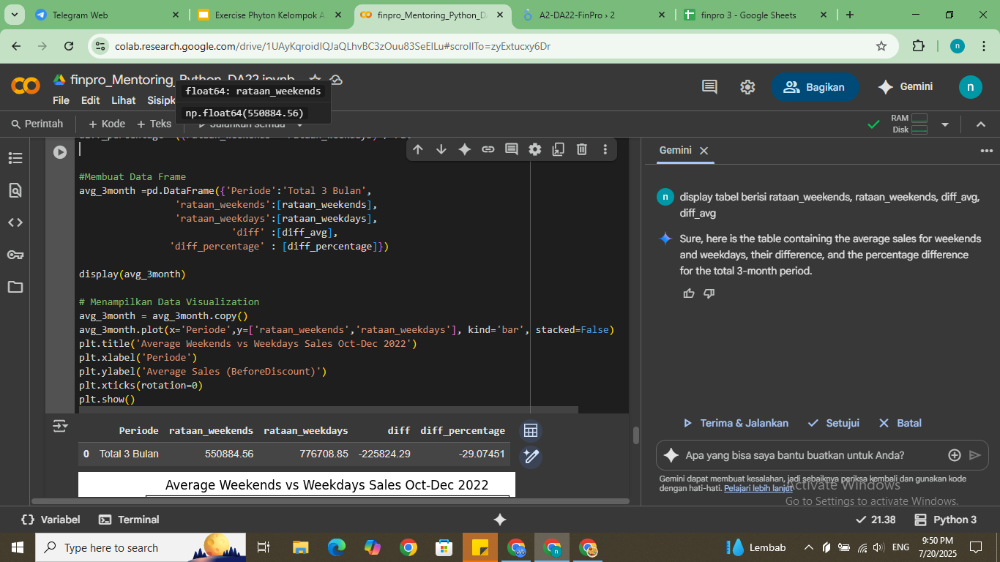 Telegram Web
Exercise Phyton Kelompok A
finpro_Mentoring_Python_D
A2-DA22-FinPro › 2
finpro 3 - Google Sheets
colab.research.google.com/drive/1UAyKqroidIQJaQLhvBC3zOuu83SeEILu#scrollTo=zyExtucxy6Dr
n
finpro_Mentoring_Python_DA22.ipynb
File Edit Lihat Sisipk
float64: rataan_weekends
np.float64(550884.56)
Bagikan
Gemini
n
Perintah
+ Kode
+ Teks
Jalankan semua
RAM
Disk
#Membuat Data Frame
avg_3month =pd.DataFrame({'Periode':'Total 3 Bulan',
'rataan_weekends':[rataan_weekends],
'rataan_weekdays':[rataan_weekdays],
'diff' :[diff_avg],
'diff_percentage' : [diff_percentage]})
display(avg_3month)
# Menampilkan Data Visualization
avg_3month = avg_3month.copy()
avg_3month.plot(x='Periode',y=['rataan_weekends','rataan_weekdays'], kind='bar', stacked=False)
plt.title('Average Weekends vs Weekdays Sales Oct-Dec 2022')
plt.xlabel('Periode')
plt.ylabel('Average Sales (BeforeDiscount)')
plt.xticks(rotation=0)
plt.show()
Periode rataan_weekends rataan_weekdays diff diff_percentage
0 Total 3 Bulan 550884.56 776708.85 -225824.29 -29.07451
Average Weekends vs Weekdays Sales Oct-Dec 2022
Gemini
n
display tabel berisi rataan_weekends, rataan_weekends, diff_avg,
diff_avg
Sure, here is the table containing the average sales for weekends
and weekdays, their difference, and the percentage difference
for the total 3-month period.
Terima & Jalankan
Setujui
Batal
Apa yang bisa saya bantu buatkan untuk Anda?
Gemini dapat membuat kesalahan, jadi sebaiknya periksa kembali dan gunakan kode
dengan hati-hati. Pelajari lebih lanjut
Activate Windows
Go to Settings to activate Windows.
Variabel
Terminal
21.38
Python 3
Type here to search
n
Lembab
ENG
9:50 PM
7/20/2025